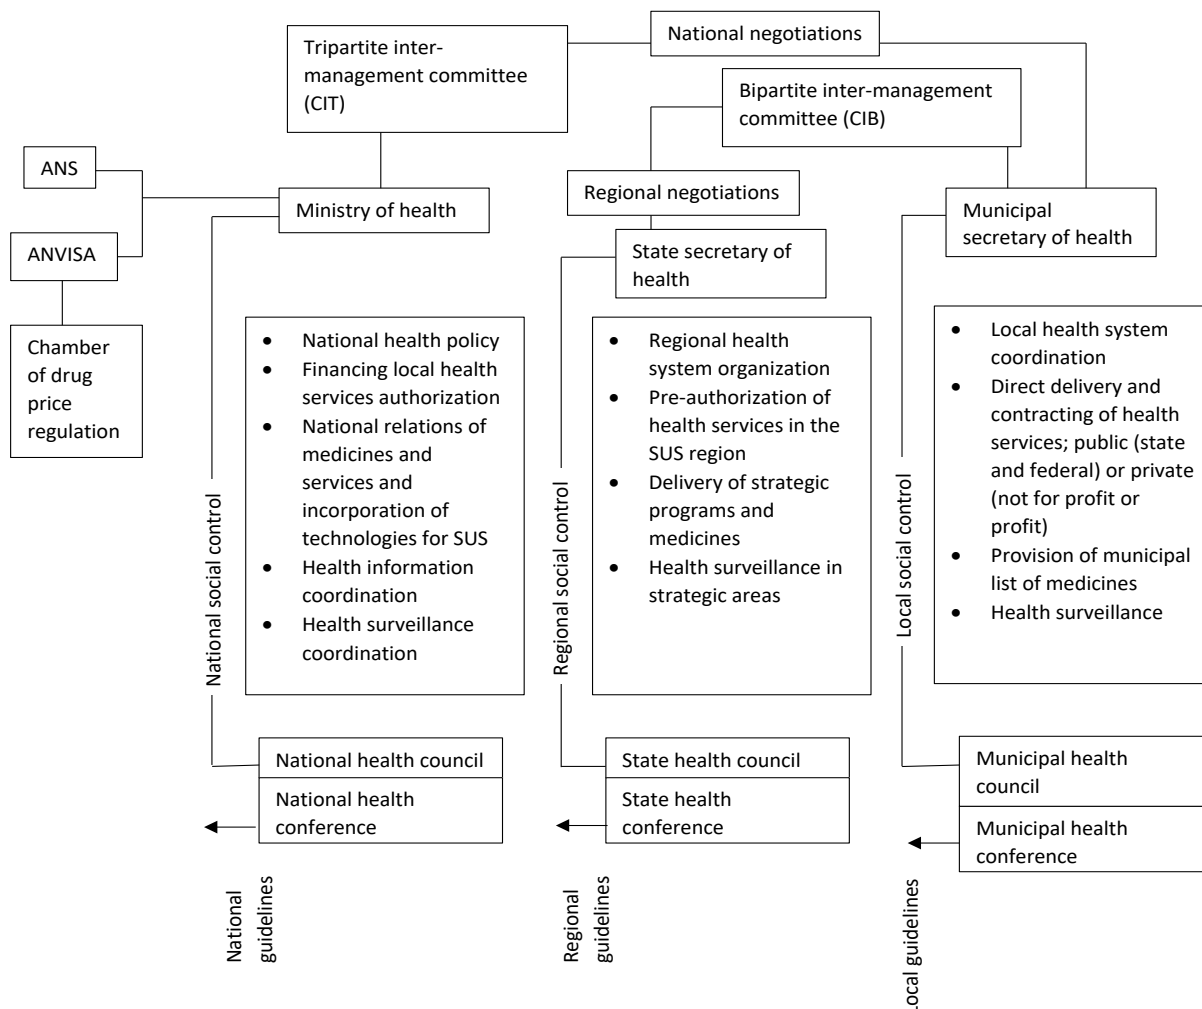 Tripartite inter-
management committee
(CIT)
National negotiations
Bipartite inter-management
committee (CIB)
ANS
ANVISA
Chamber
of drug
price
regulation
Ministry of health
Regional negotiations
State secretary of
health
Municipal
secretary of health
National social control
• National health policy
• Financing local health
services authorization
• National relations of
medicines and
services and
incorporation of
technologies for SUS
• Health information
coordination
• Health surveillance
coordination
Regional social control
• Regional health
system organization
• Pre-authorization of
health services in the
SUS region
• Delivery of strategic
programs and
medicines
• Health surveillance in
strategic areas
Local social control
• Local health system
coordination
• Direct delivery and
contracting of health
services; public (state
and federal) or private
(not for profit or
profit)
• Provision of municipal
list of medicines
• Health surveillance
National health council
National health
conference
State health council
State health
conference
Municipal health
council
Municipal health
conference
National
guidelines
Regional
guidelines
Local guidelines